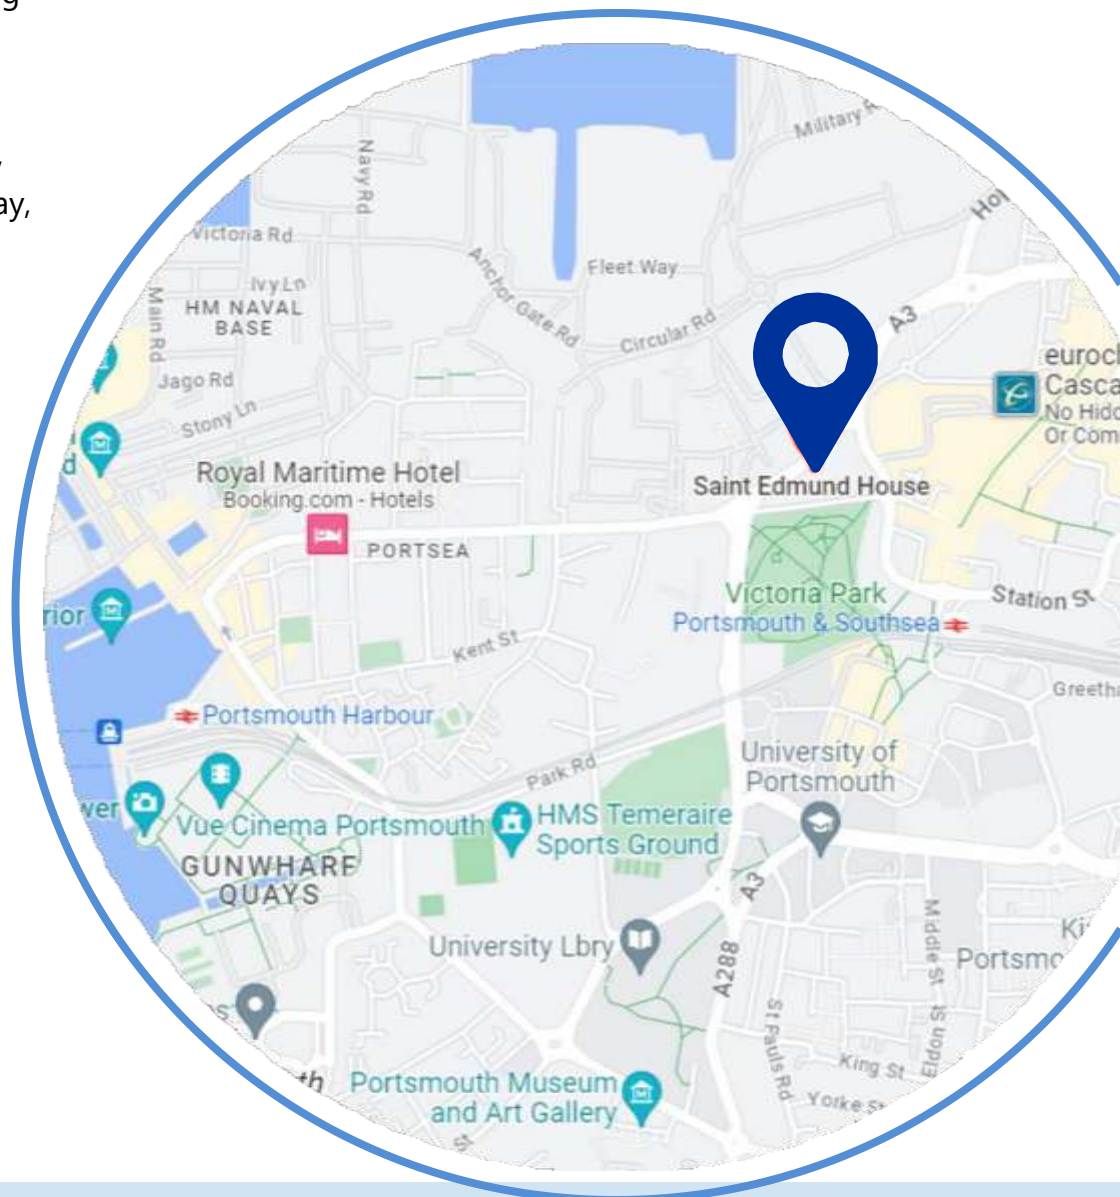 ay,
Military R
Navy Rd
Victoria Rd
Anchor Gate Rd
Fleet Way
Ivy Ln
HM NAVAL
BASE
Main Rd
Circular Rd
A3
Jago Rd
Stony Ln
Royal Maritime Hotel
Booking.com - Hotels
Saint Edmund House
PORTSEA
Victoria Park
Portsmouth & Southsea
Station St
Kent St
Portsmouth Harbour
University of
Portsmouth
Park Rd
Vue Cinema Portsmouth
HMS Temeraire
Sports Ground
GUNWHARF
QUAYS
A3
University Lbry
A288
Middle St
Eldon St
St Pauls Rd
King St
Yorke St
Portsmouth Museum
and Art Gallery